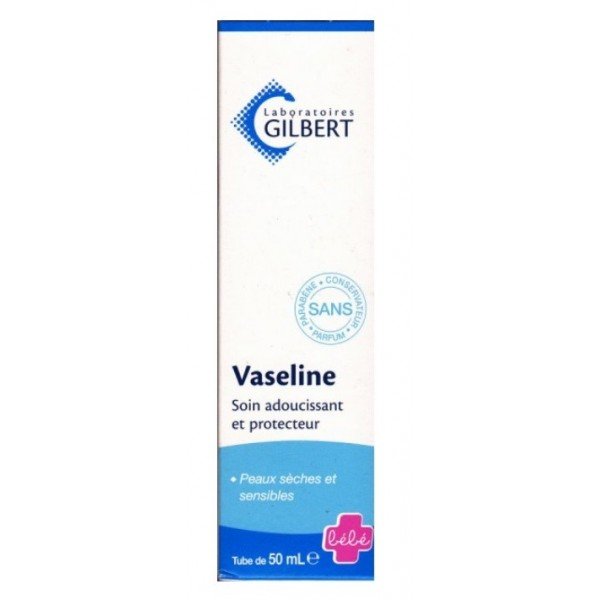 Laboratoires
GILBERT
PARABÈNE • CONSERVATEUR • PARFUM •
SANS
Vaseline
Soin adoucissant
et protecteur
• Peaux sèches et
sensibles
bébé
Tube de 50 mL ℮